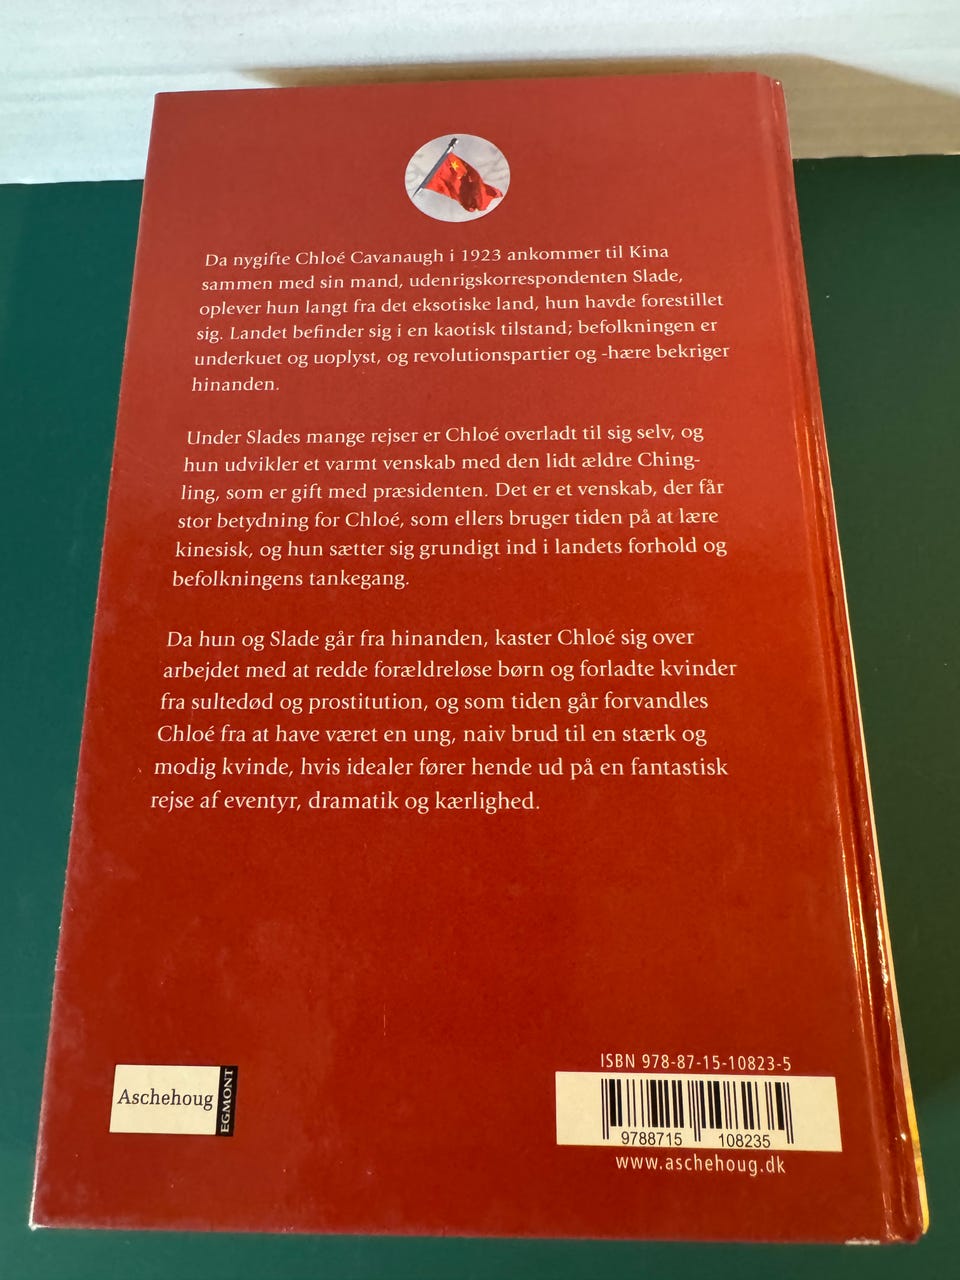 Da nygifte Chloé Cavanaugh i 1923 ankommer til Kina
sammen med sin mand, udenrigskorrespondenten Slade,
oplever hun langt fra det eksotiske land, hun havde forestillet
sig. Landet befinder sig i en kaotisk tilstand; befolkningen er
underkuet og uoplyst, og revolutionspartier og -hære bekriger
hinanden.
Under Slades mange rejser er Chloé overladt til sig selv, og
hun udvikler et varmt venskab med den lidt ældre Ching-
ling, som er gift med præsidenten. Det er et venskab, der får
stor betydning for Chloé, som ellers bruger tiden på at lære
kinesisk, og hun sætter sig grundigt ind i landets forhold og
befolkningens tankegang.
Da hun og Slade går fra hinanden, kaster Chloé sig over
arbejdet med at redde forældreløse børn og forladte kvinder
fra sultedød og prostitution, og som tiden går forvandles
Chloé fra at have været en ung, naiv brud til en stærk og
modig kvinde, hvis idealer fører hende ud på en fantastisk
rejse af eventyr, dramatik og kærlighed.
Aschehoug
EGMONT
ISBN 978-87-15-10823-5
9788715 108235
www.aschehoug.dk